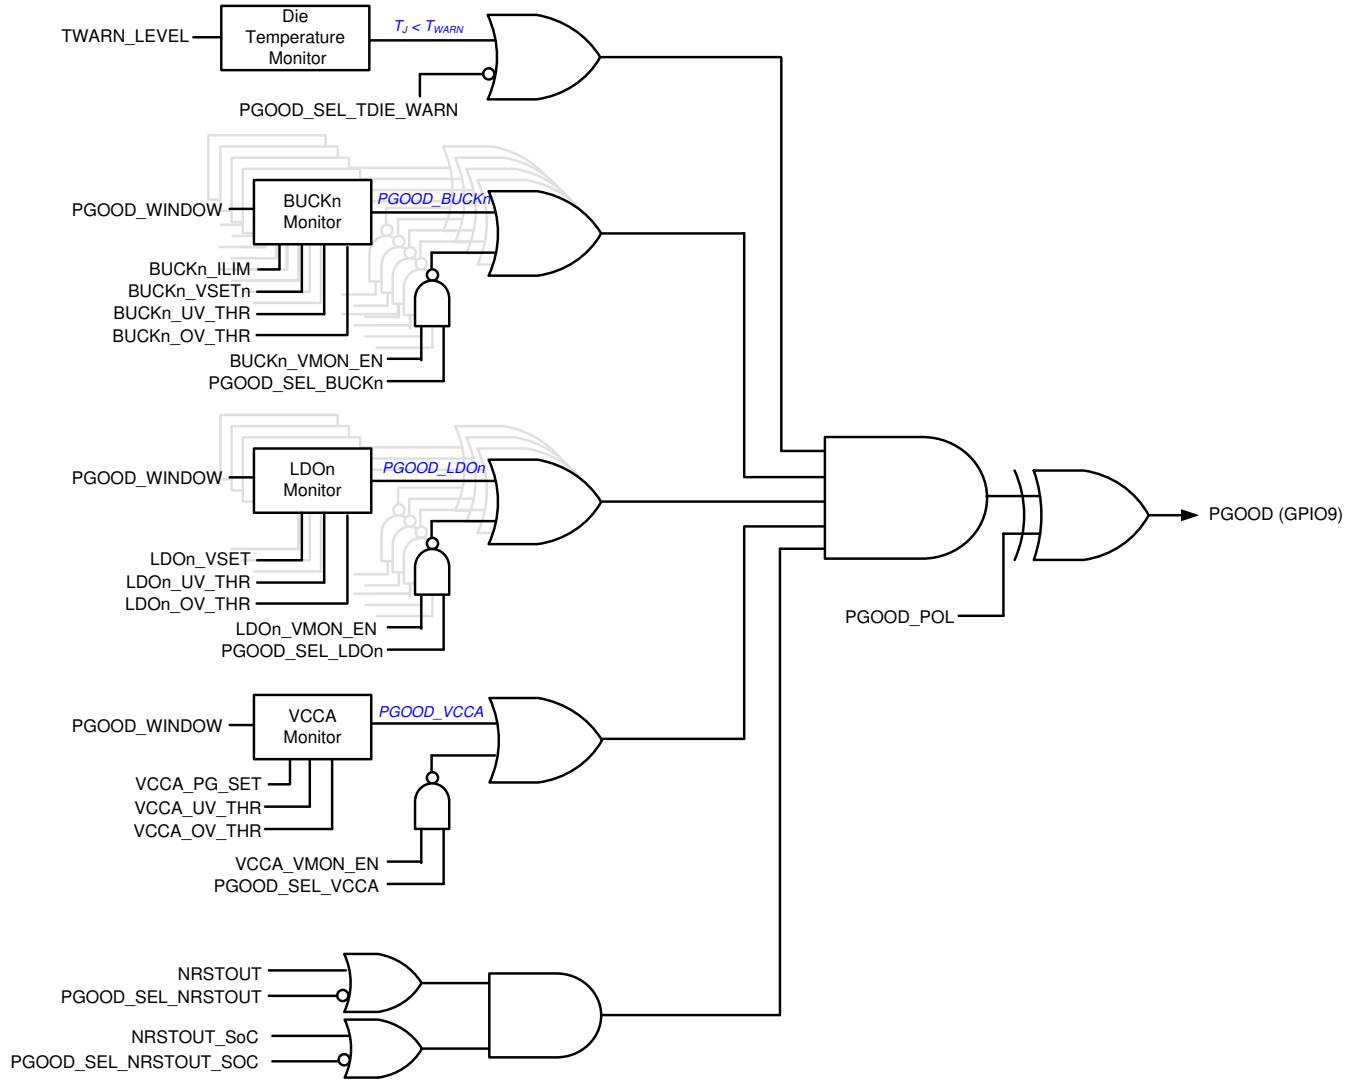 TWARN_LEVEL
Die
Temperature
Monitor
TJ < TWARN
PGOOD_SEL_TDIE_WARN
PGOOD_WINDOW
BUCKn
Monitor
PGOOD_BUCKn
BUCKn_ILIM
BUCKn_VSETn
BUCKn_UV_THR
BUCKn_OV_THR
BUCKn_VMON_EN
PGOOD_SEL_BUCKn
PGOOD_WINDOW
LDOn
Monitor
PGOOD_LDOn
LDOn_VSET
LDOn_UV_THR
LDOn_OV_THR
LDOn_VMON_EN
PGOOD_SEL_LDOn
PGOOD (GPIO9)
PGOOD_POL
PGOOD_WINDOW
VCCA
Monitor
PGOOD_VCCA
VCCA_PG_SET
VCCA_UV_THR
VCCA_OV_THR
VCCA_VMON_EN
PGOOD_SEL_VCCA
NRSTOUT
PGOOD_SEL_NRSTOUT
NRSTOUT_SoC
PGOOD_SEL_NRSTOUT_SOC